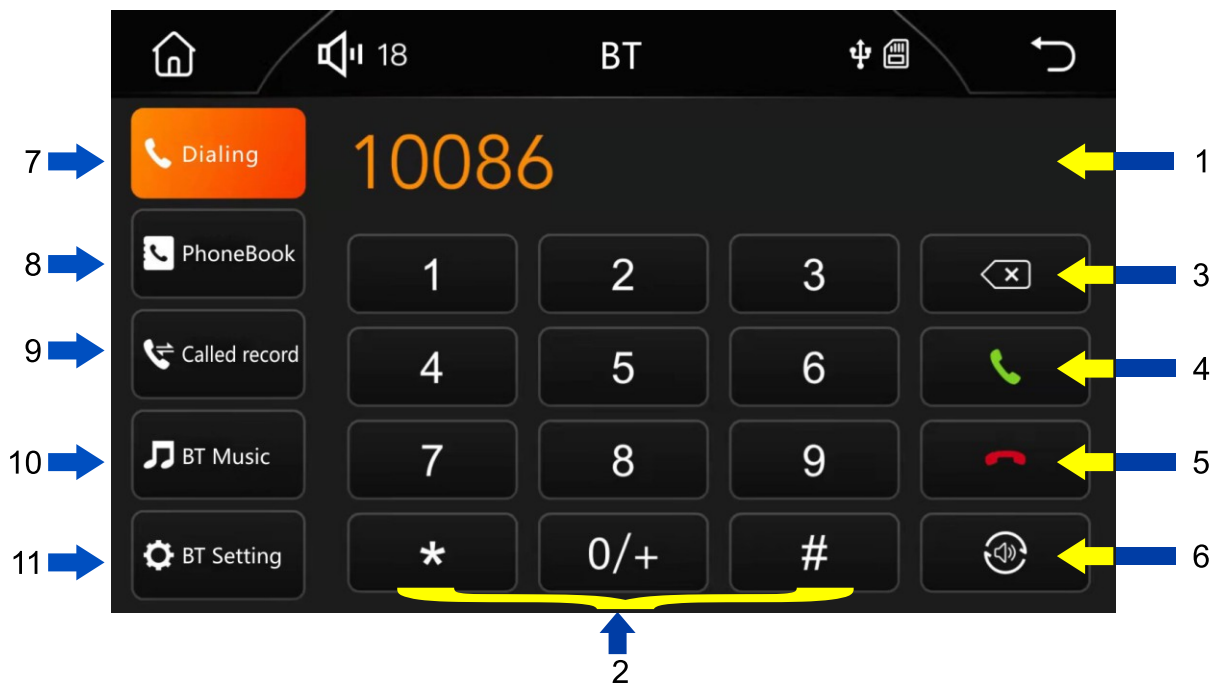 18 BT
7 Dialing 10086 1
8 PhoneBook 1 2 3 3
9 Called record 4 5 6 4
10 BT Music 7 8 9 5
11 BT Setting * 0/+ # 6
2